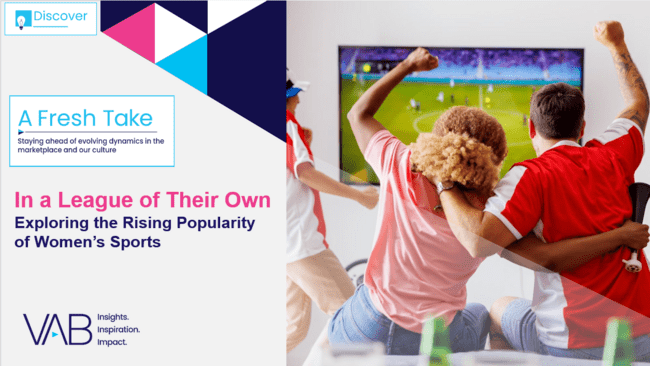 Discover
A Fresh Take
Staying ahead of evolving dynamics in the
marketplace and our culture
In a League of Their Own
Exploring the Rising Popularity
of Women's Sports
VAB
Insights.
Inspiration.
Impact.